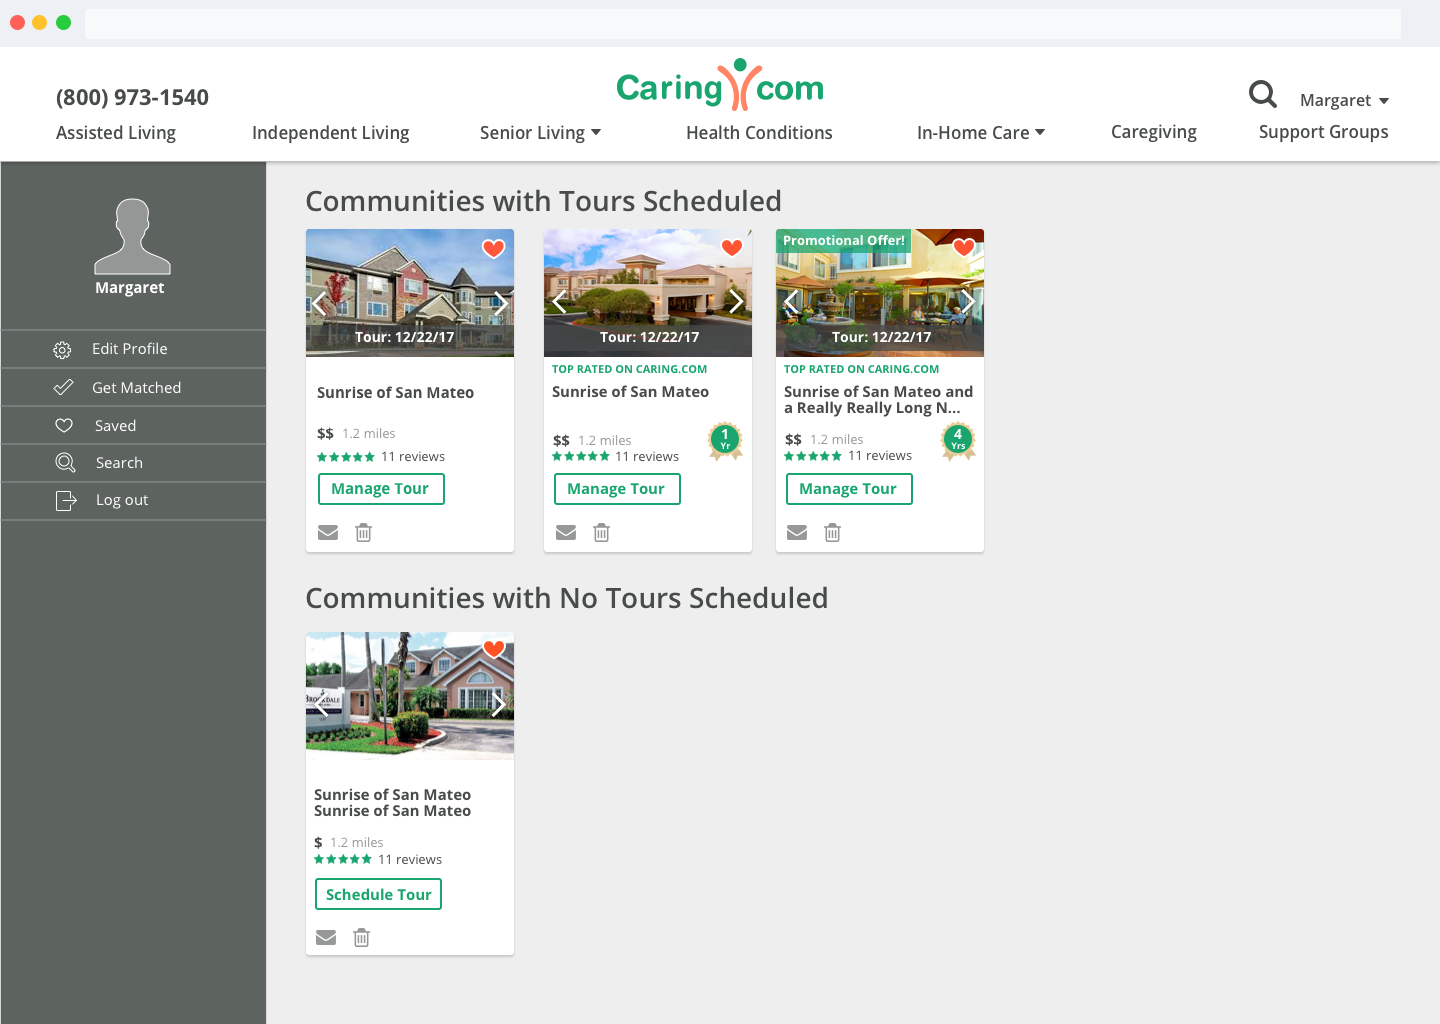 (800) 973-1540
Caring.com
Margaret
Assisted Living
Independent Living
Senior Living
Health Conditions
In-Home Care
Caregiving
Support Groups
Margaret
Edit Profile
Get Matched
Saved
Search
Log out
Communities with Tours Scheduled
Tour: 12/22/17
Sunrise of San Mateo
$$ 1.2 miles
11 reviews
Manage Tour
Tour: 12/22/17
TOP RATED ON CARING.COM
Sunrise of San Mateo
$$ 1.2 miles
1
Yr
11 reviews
Manage Tour
Promotional Offer!
Tour: 12/22/17
TOP RATED ON CARING.COM
Sunrise of San Mateo and
a Really Really Long N...
$$ 1.2 miles
4
Yrs
11 reviews
Manage Tour
Communities with No Tours Scheduled
Sunrise of San Mateo
Sunrise of San Mateo
$ 1.2 miles
11 reviews
Schedule Tour